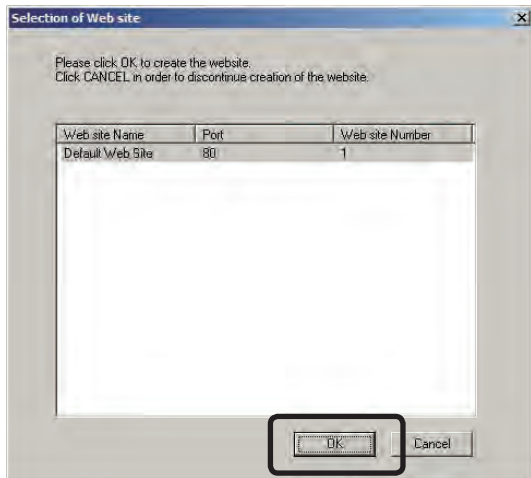 Selection of Web site
Please click OK to create the website.
Click CANCEL in order to discontinue creation of the website.
Web site Name Port Web site Number
Default Web Site 80 1
OK Cancel